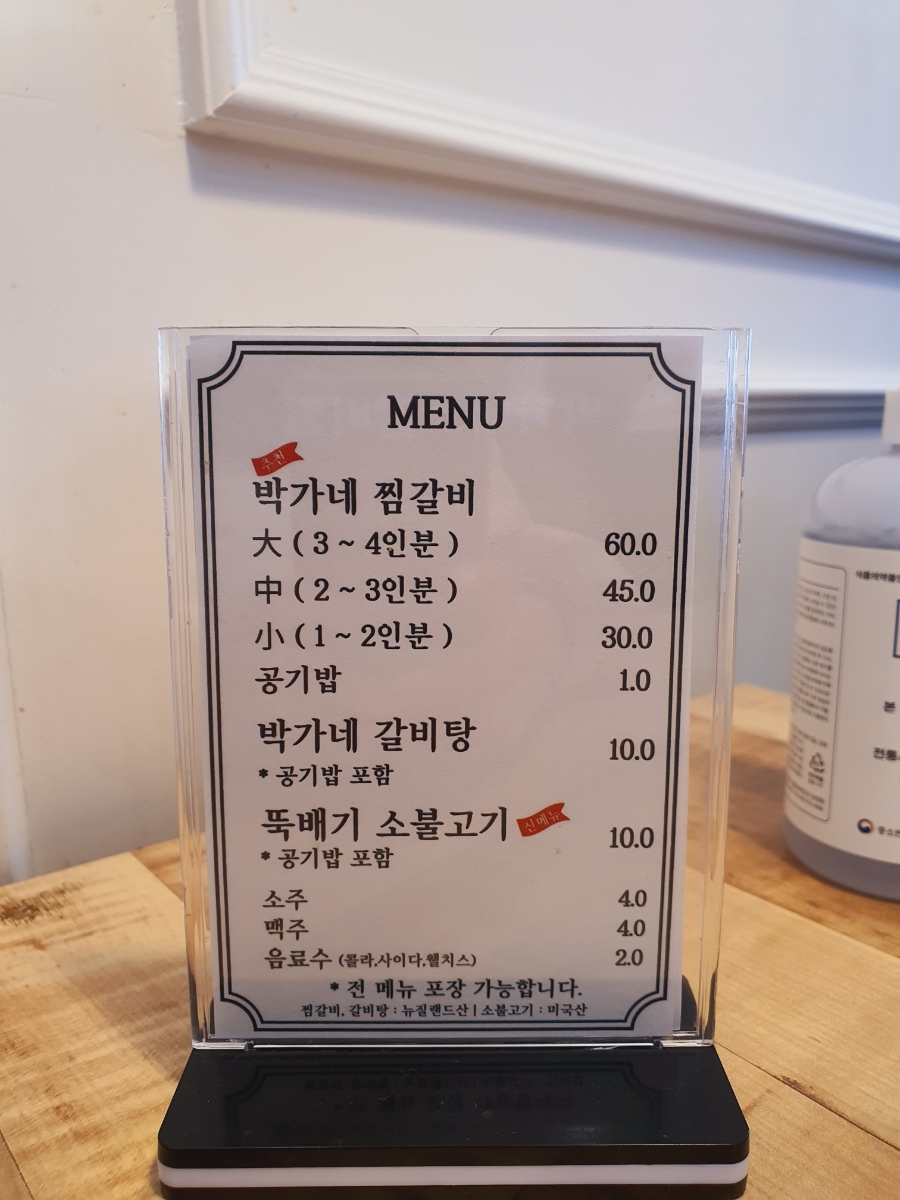 MENU
추천
박가네 찜갈비
大 ( 3 ~ 4인분 ) 60.0
中 ( 2 ~ 3인분 ) 45.0
小 ( 1 ~ 2인분 ) 30.0
공기밥 1.0
박가네 갈비탕 10.0
* 공기밥 포함
뚝배기 소불고기 신메뉴 10.0
* 공기밥 포함
소주 4.0
맥주 4.0
음료수 (콜라,사이다,웰치스) 2.0
* 전 메뉴 포장 가능합니다.
찜갈비, 갈비탕 : 뉴질랜드산 | 소불고기 : 미국산
본